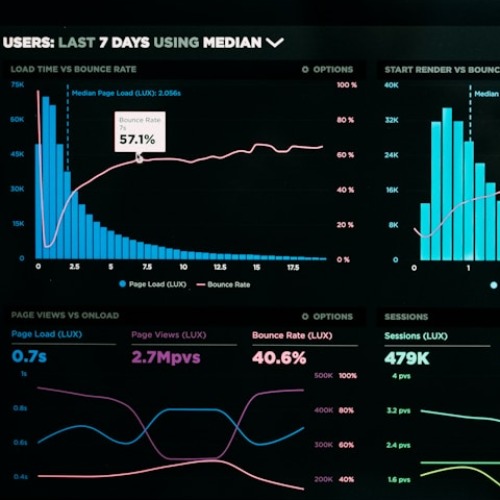 USERS: LAST 7 DAYS USING MEDIAN
LOAD TIME VS BOUNCE RATE
OPTIONS
Median Page Load (LUX): 2.056s
75K
60K
45K
30K
15K
0
100 %
80 %
60 %
40 %
20 %
0 %
Bounce Rate
7s
57.1%
0 2.5 5 7.5 10 12.5 15 17.5
Page Load (LUX) Bounce Rate
START RENDER VS BOUNC
Median
40K
32K
24K
16K
8K
0
0 1
PAGE VIEWS VS ONLOAD
OPTIONS
Page Load (LUX) Page Views (LUX) Bounce Rate (LUX)
0.7s 2.7Mpvs 40.6%
1s
0.8s
0.6s
0.4s
500K 100%
400K 80%
300K 60%
200K 40%
SESSIONS
Sessions (LUX)
479K
4 pvs
3.2 pvs
2.4 pvs
1.6 pvs